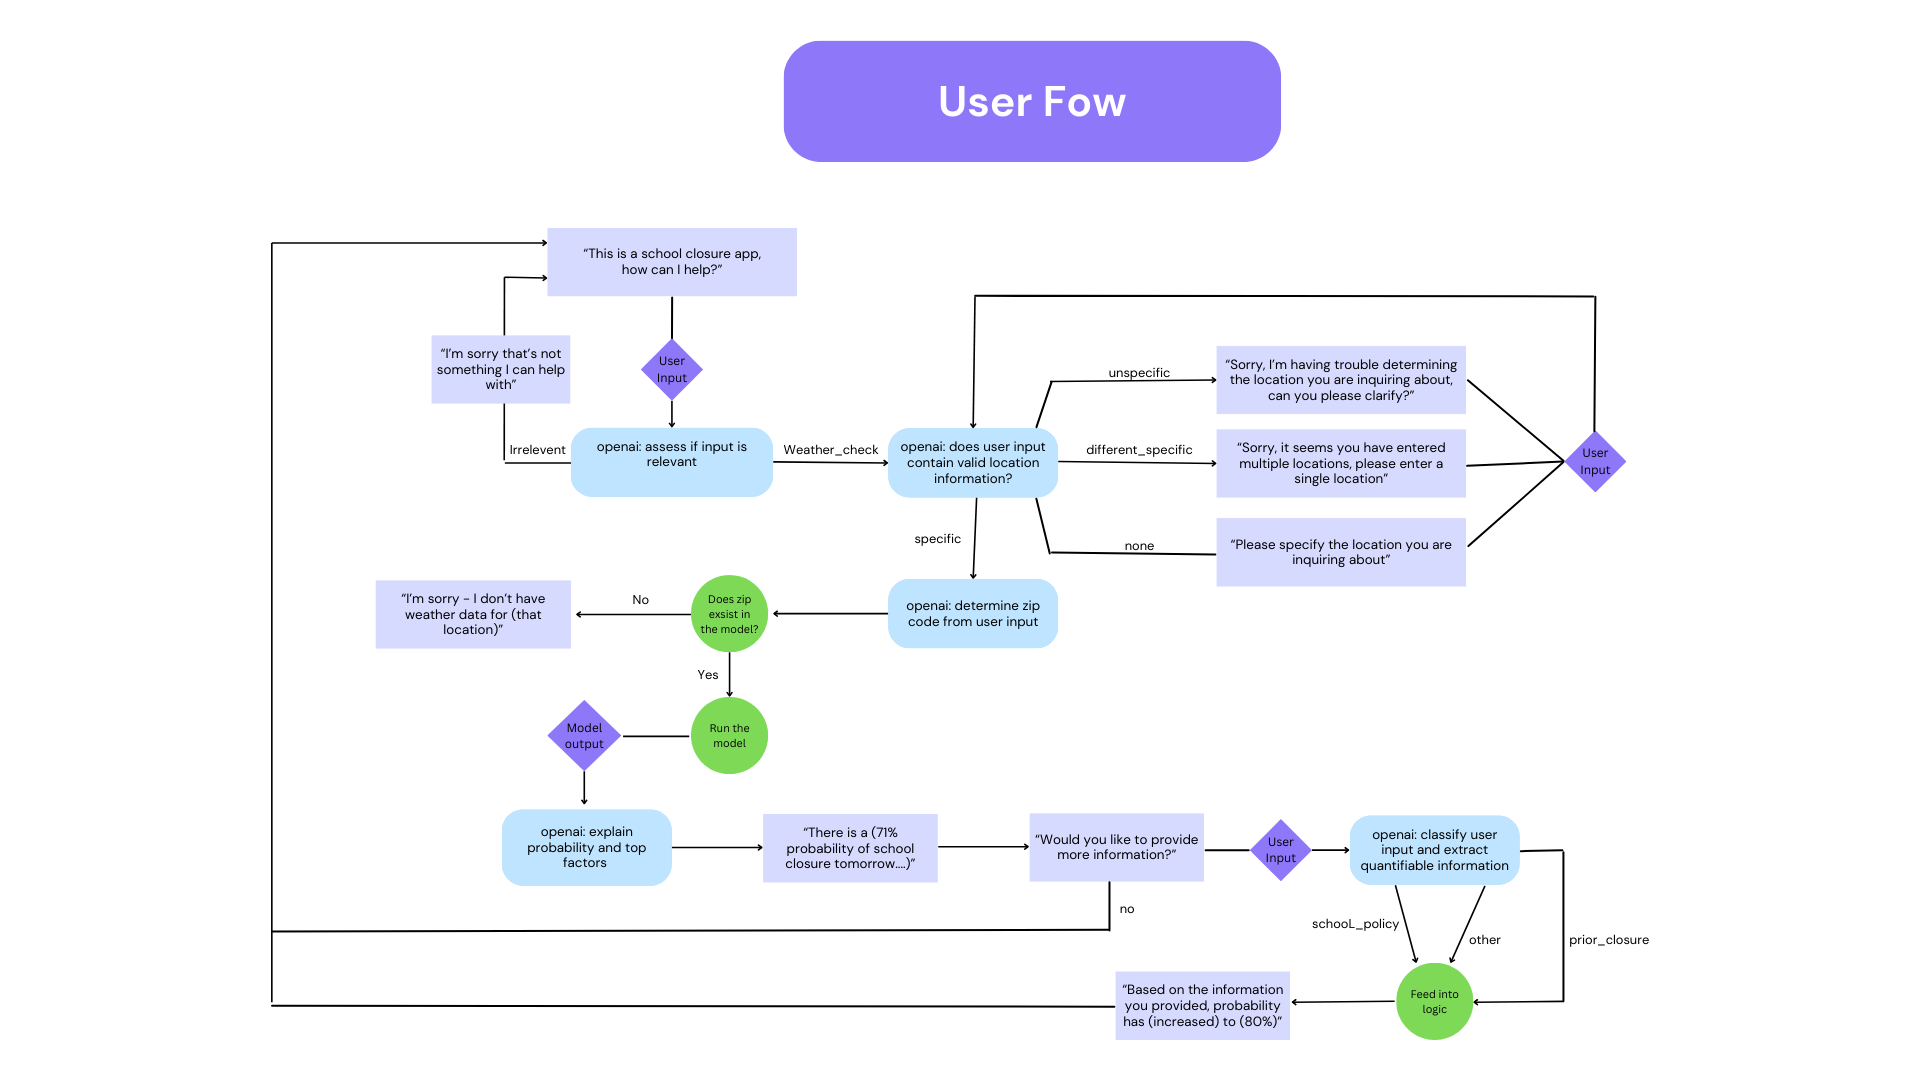 User Fow
“This is a school closure app,
how can I help?”
“I’m sorry that’s not
something I can help
with”
User
Input
Irrelevent
openai: assess if input is
relevant
Weather_check
openai: does user input
contain valid location
information?
unspecific
“Sorry, I’m having trouble determining
the location you are inquiring about,
can you please clarify?”
different_specific
“Sorry, it seems you have entered
multiple locations, please enter a
single location”
User
Input
none
“Please specify the location you are
inquiring about”
specific
openai: determine zip
code from user input
Does zip
exsist in
the model?
No
“I’m sorry - I don’t have
weather data for (that
location)”
Yes
Run the
model
Model
output
openai: explain
probability and top
factors
“There is a (71%
probability of school
closure tomorrow....)”
“Would you like to provide
more information?”
User
Input
openai: classify user
input and extract
quantifiable information
no
schooL_policy
other
prior_closure
Feed into
logic
“Based on the information
you provided, probability
has (increased) to (80%)”